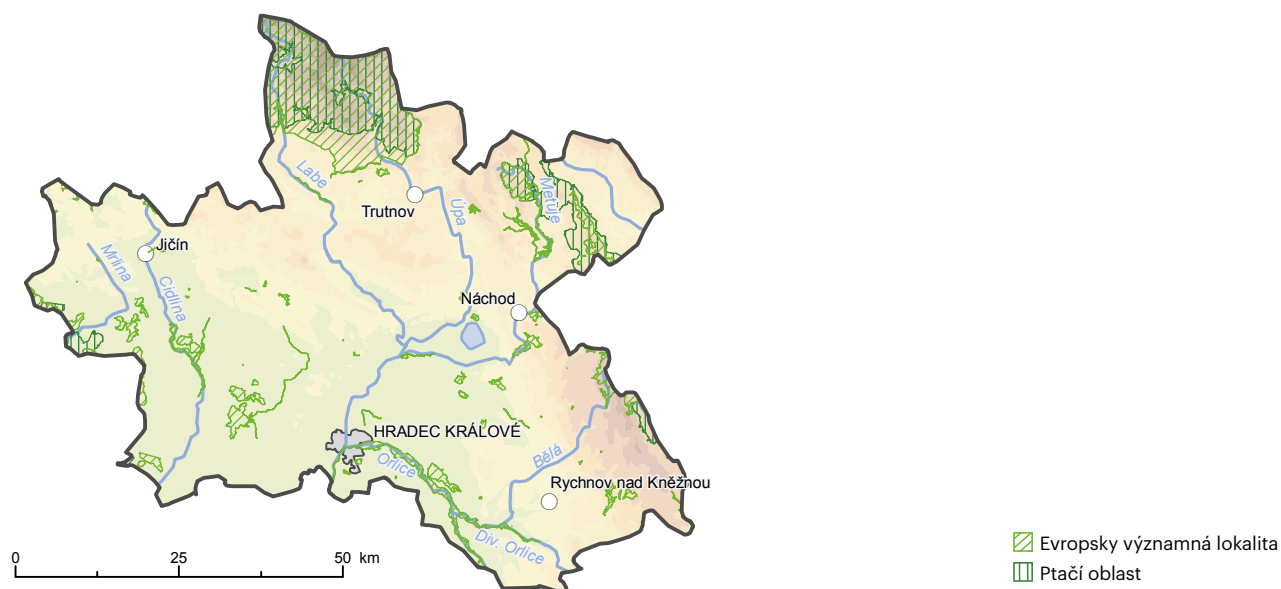 Labe
Metuje
Trutnov
Úpa
Jičín
Mrlina
Cidlina
Náchod
HRADEC KRÁLOVÉ
Orlice
Bělá
Rychnov nad Kněžnou
Div. Orlice
0 25 50 km
Evropsky významná lokalita
Ptačí oblast